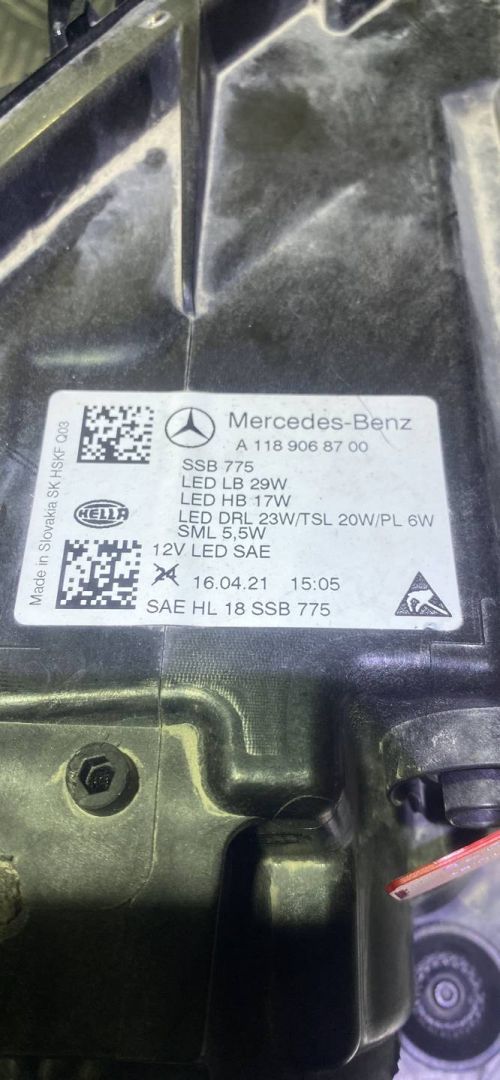 Mercedes-Benz
A 118 906 87 00
SSB 775
LED LB 29W
LED HB 17W
LED DRL 23W/TSL 20W/PL 6W
SML 5,5W
12V LED SAE
16.04.21 15:05
SAE HL 18 SSB 775
HELLA
Made in Slovakia SK HSKF Q03